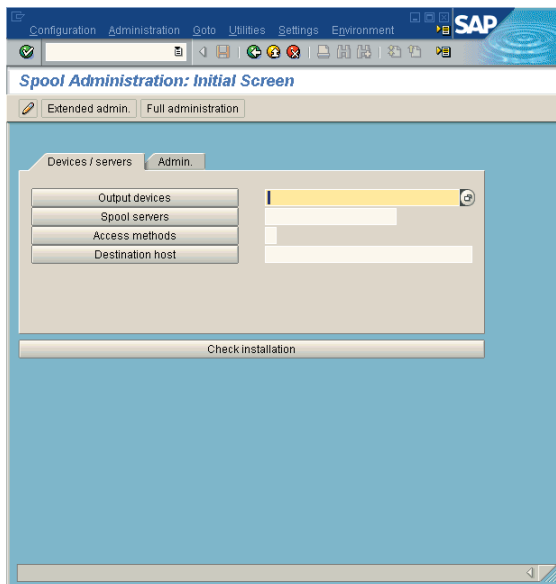 Configuration Administration Goto Utilities Settings Environment
SAP
Spool Administration: Initial Screen
Extended admin. Full administration
Devices / servers Admin.
Output devices
Spool servers
Access methods
Destination host
Check installation